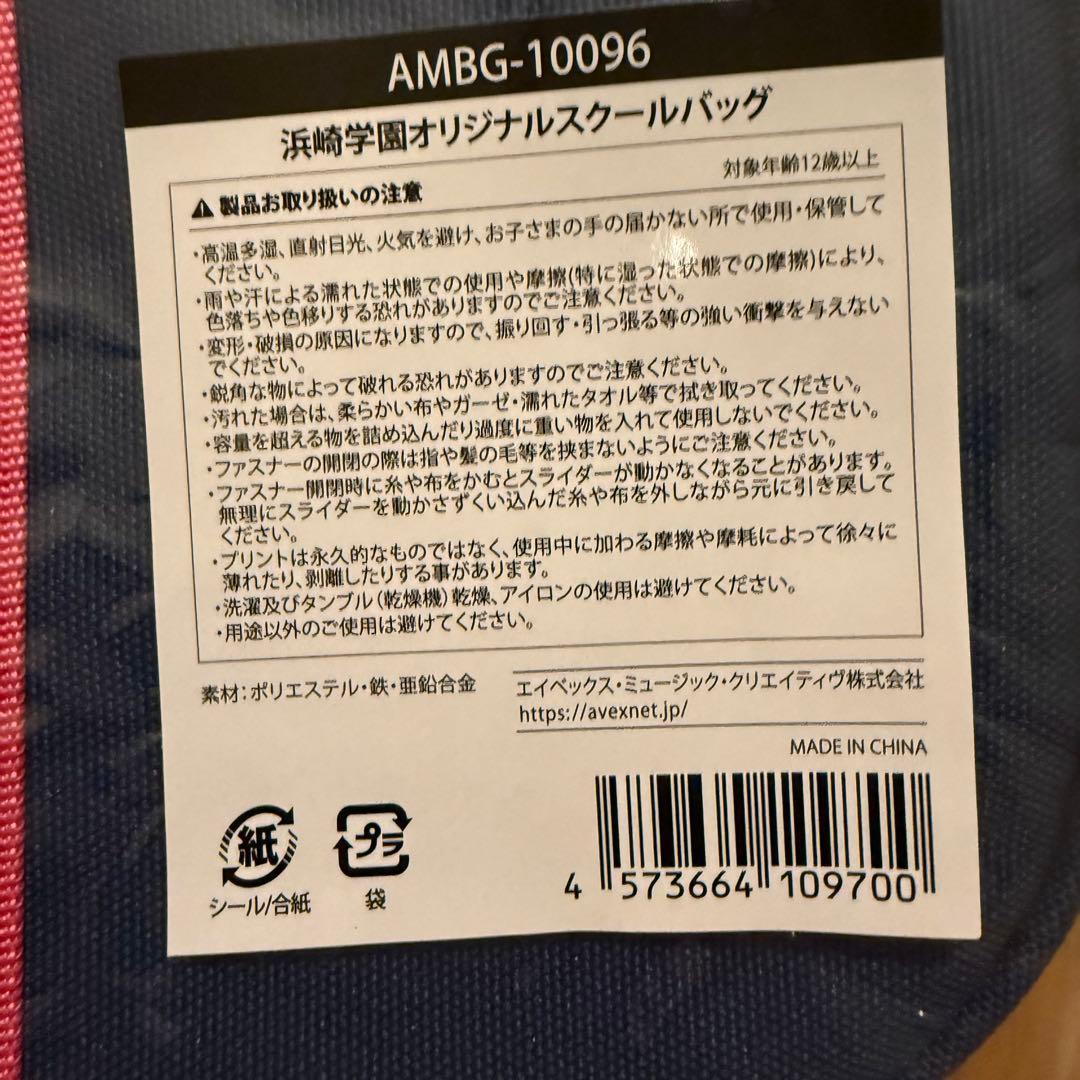 AMBG-10096
浜崎学園オリジナルスクールバッグ
対象年齢12歳以上
⚠製品お取り扱いの注意
・高温多湿、直射日光、火気を避け、お子さまの手の届かない所で使用・保管して
ください。
・雨や汗による濡れた状態での使用や摩擦(特に湿った状態での摩擦)により、
色落ちや色移りする恐れがありますのでご注意ください。
・変形・破損の原因になりますので、振り回す・引っ張る等の強い衝撃を与えない
でください。
・鋭角な物によって破れる恐れがありますのでご注意ください。
・汚れた場合は、柔らかい布やガーゼ・濡れたタオル等で拭き取ってください。
・容量を超える物を詰め込んだり過度に重い物を入れて使用しないでください。
・ファスナーの開閉の際は指や髪の毛等を挟まないようにご注意ください。
・ファスナー開閉時に糸や布をかむとスライダーが動かなくなることがあります。
無理にスライダーを動かさずくい込んだ糸や布を外しながら元に引き戻して
ください。
・プリントは永久的なものではなく、使用中に加わる摩擦や摩耗によって徐々に
薄れたり、剥離したりする事があります。
・洗濯及びタンブル(乾燥機)乾燥、アイロンの使用は避けてください。
・用途以外のご使用は避けてください。
素材：ポリエステル・鉄・亜鉛合金
エイベックス・ミュージック・クリエイティヴ株式会社
https://avexnet.jp/
MADE IN CHINA
紙
シール/合紙
プラ
袋
4 573664 109700